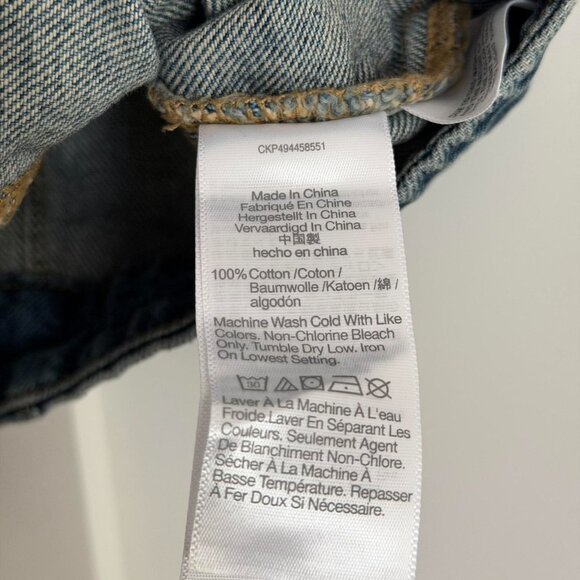 CKP494458551
Made In China
Fabriqué En Chine
Hergestellt In China
Vervaardigd In China
中国製
hecho en china
100% Cotton /Coton /
Baumwolle /Katoen /綿 /
algodón
Machine Wash Cold With Like
Colors. Non-Chlorine Bleach
Only. Tumble Dry Low. Iron
On Lowest Setting.
Laver À La Machine À L'eau
Froide.Laver En Séparant Les
Couleurs. Seulement Agent
De Blanchiment Non-Chlore.
Sécher À La Machine À
Basse Température. Repasser
À Fer Doux Si Nécessaire.